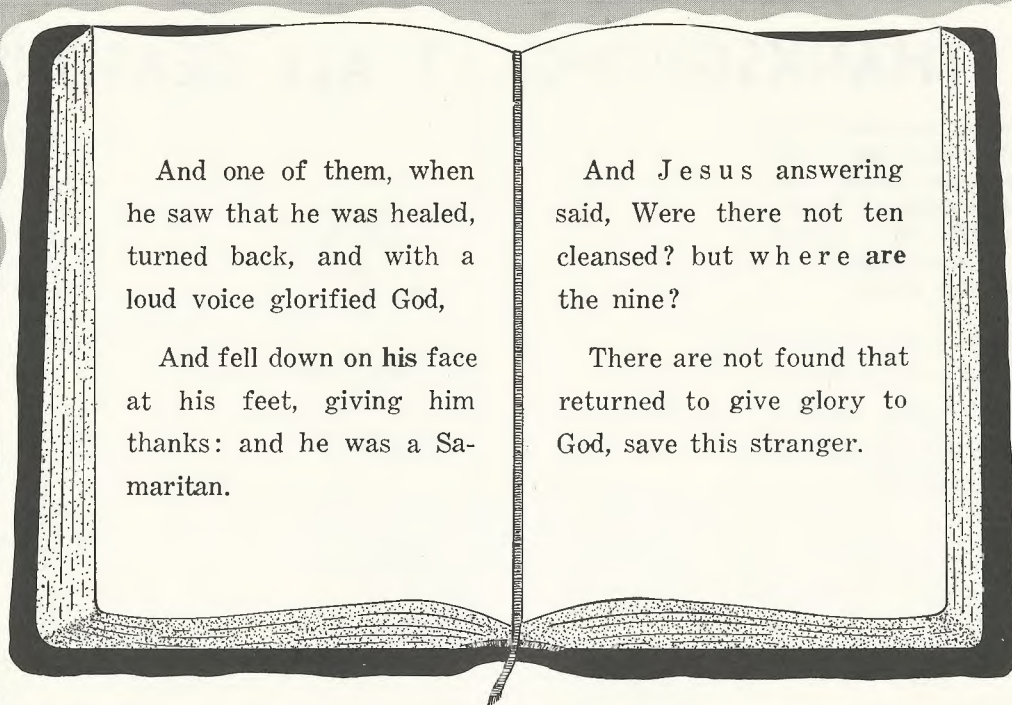 And one of them, when
he saw that he was healed,
turned back, and with a
loud voice glorified God,
And fell down on his face
at his feet, giving him
thanks: and he was a Sa-
maritan.
And Jesus answering
said, Were there not ten
cleansed? but where are
the nine?
There are not found that
returned to give glory to
God, save this stranger.